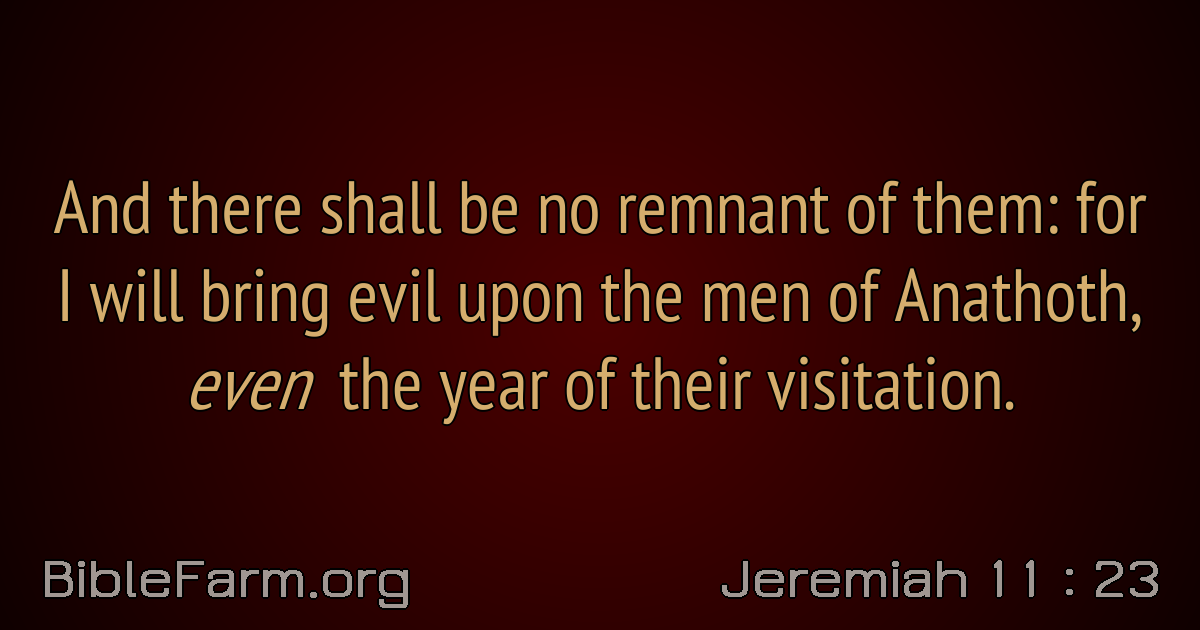 And there shall be no remnant of them: for
I will bring evil upon the men of Anathoth,
even the year of their visitation.
BibleFarm.org
Jeremiah 11 : 23